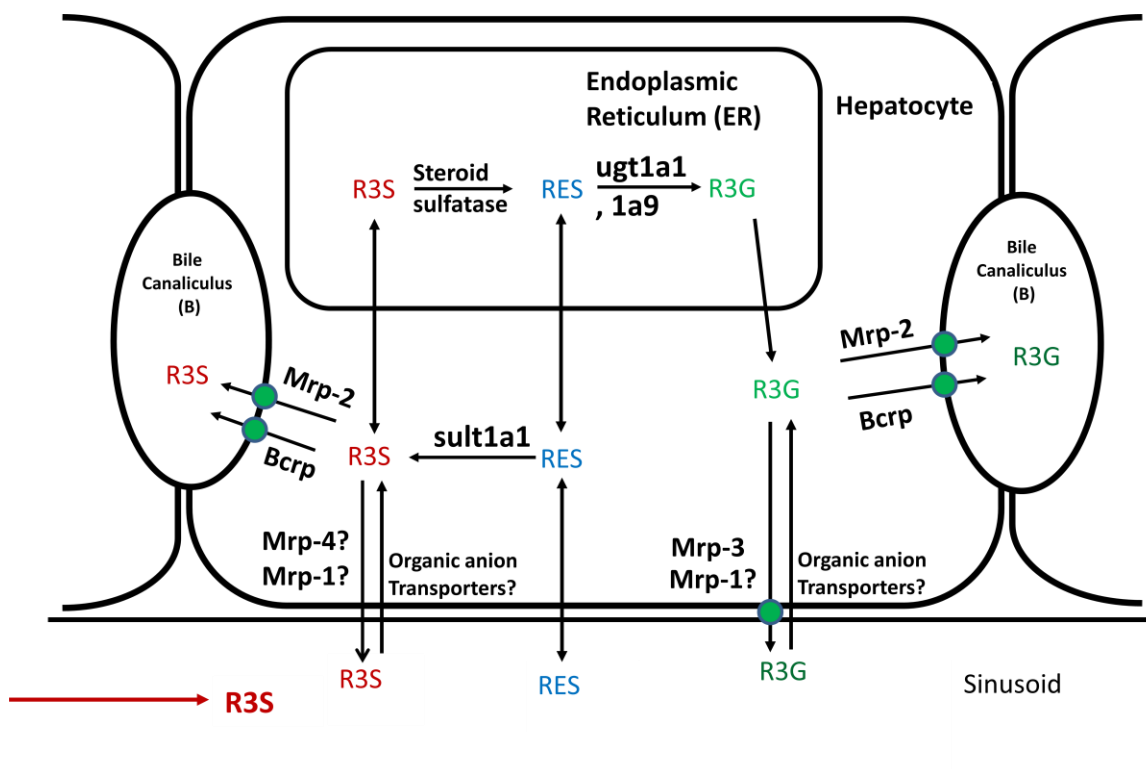 Endoplasmic
Reticulum (ER)
Hepatocyte
R3S
Steroid
sulfatase
RES
ugt1a1
, 1a9
R3G
Bile
Canaliculus
(B)
R3S
Mrp-2
Bcrp
Bile
Canaliculus
(B)
R3G
Mrp-2
Bcrp
R3G
R3S
sult1a1
RES
Mrp-4?
Mrp-1?
Organic anion
Transporters?
Mrp-3
Mrp-1?
Organic anion
Transporters?
R3S
RES
R3G
Sinusoid
R3S